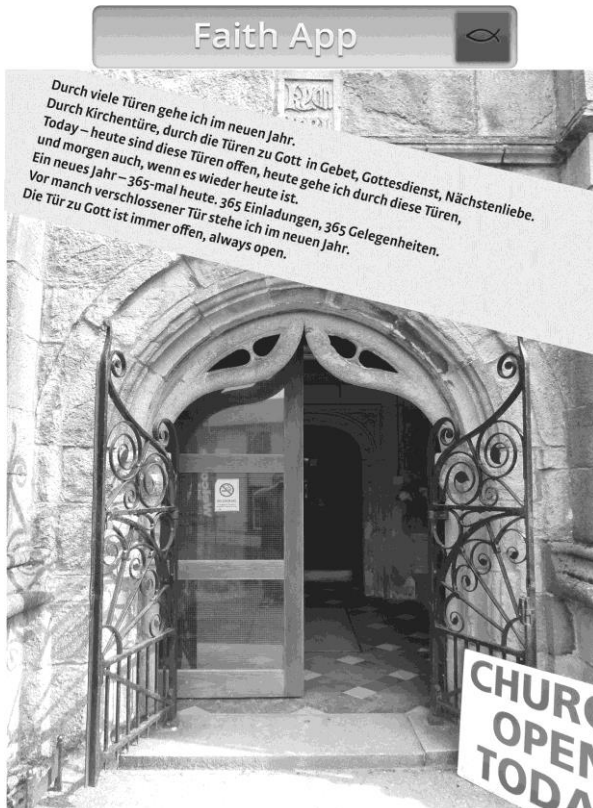 Faith App
Durch viele Türen gehe ich im neuen Jahr.
Durch Kirchentüre, durch die Türen zu Gott in Gebet, Gottesdienst, Nächstenliebe.
Today – heute sind diese Türen offen, heute gehe ich durch diese Türen,
und morgen auch, wenn es wieder heute ist.
Ein neues Jahr – 365-mal heute. 365 Einladungen, 365 Gelegenheiten.
Vor manch verschlossener Tür stehe ich im neuen Jahr.
Die Tür zu Gott ist immer offen, always open.
CHURC
OPEN
TODA